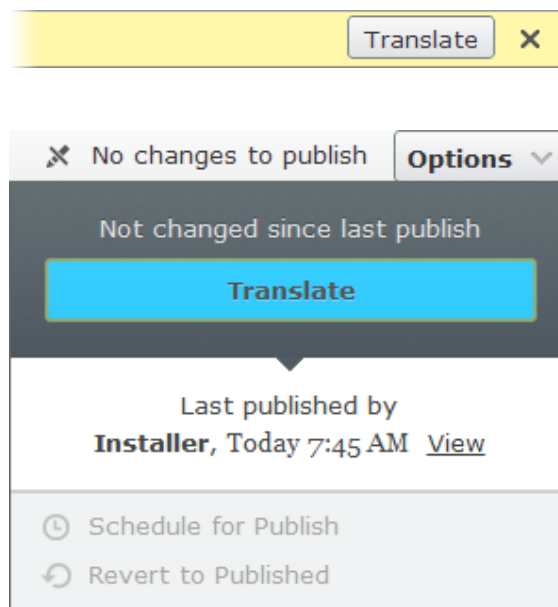 Translate
No changes to publish Options
Not changed since last publish
Translate
Last published by
Installer, Today 7:45 AM View
Schedule for Publish
Revert to Published